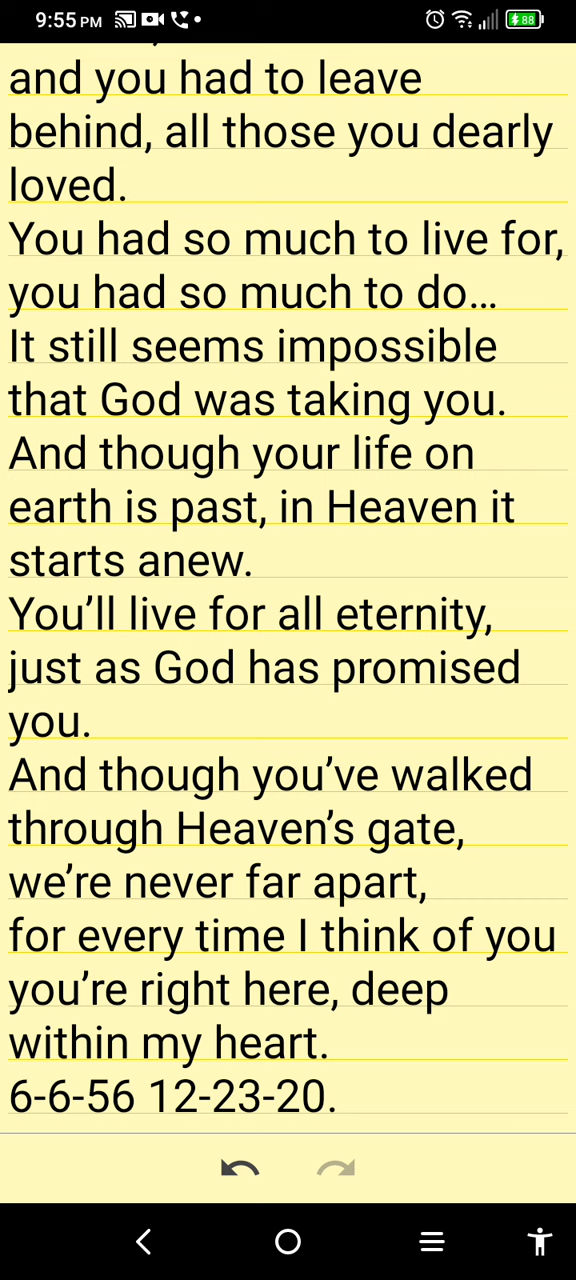 9:55 PM
88
and you had to leave
behind, all those you dearly
loved.
You had so much to live for,
you had so much to do...
It still seems impossible
that God was taking you.
And though your life on
earth is past, in Heaven it
starts anew.
You’ll live for all eternity,
just as God has promised
you.
And though you’ve walked
through Heaven’s gate,
we’re never far apart,
for every time I think of you
you’re right here, deep
within my heart.
6-6-56 12-23-20.